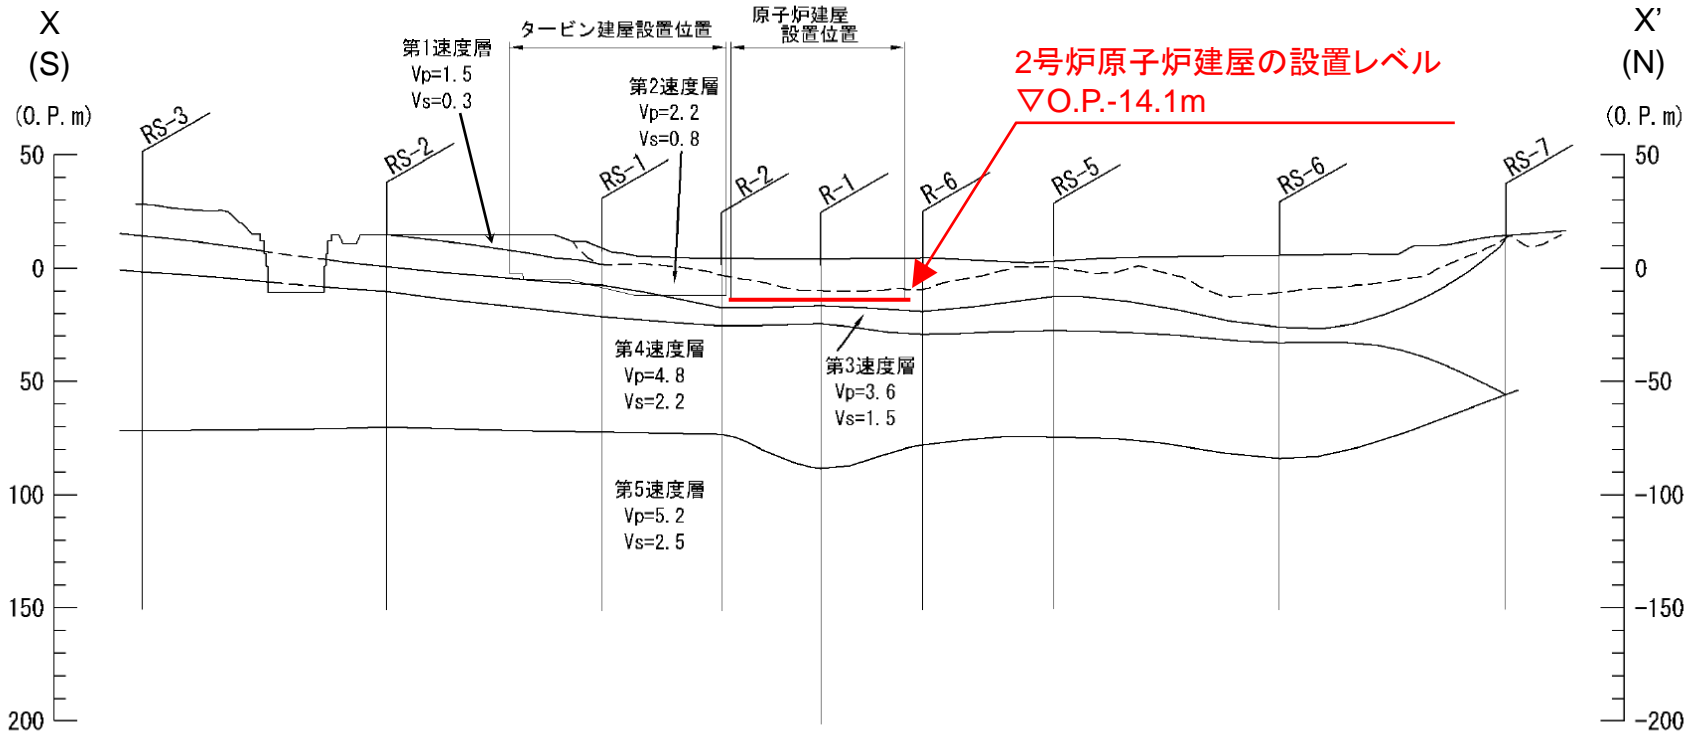 X
(S)
(O.P.m)
タービン建屋設置位置
原子炉建屋
設置位置
X’
(N)
(O.P.m)
第1速度層
Vp=1.5
Vs=0.3
第2速度層
Vp=2.2
Vs=0.8
2号炉原子炉建屋の設置レベル
▽O.P.-14.1m
RS-3
RS-2
RS-1
R-2
R-1
R-6
RS-5
RS-6
RS-7
50
0
50
100
150
200
第4速度層
Vp=4.8
Vs=2.2
第3速度層
Vp=3.6
Vs=1.5
第5速度層
Vp=5.2
Vs=2.5
50
0
-50
-100
-150
-200